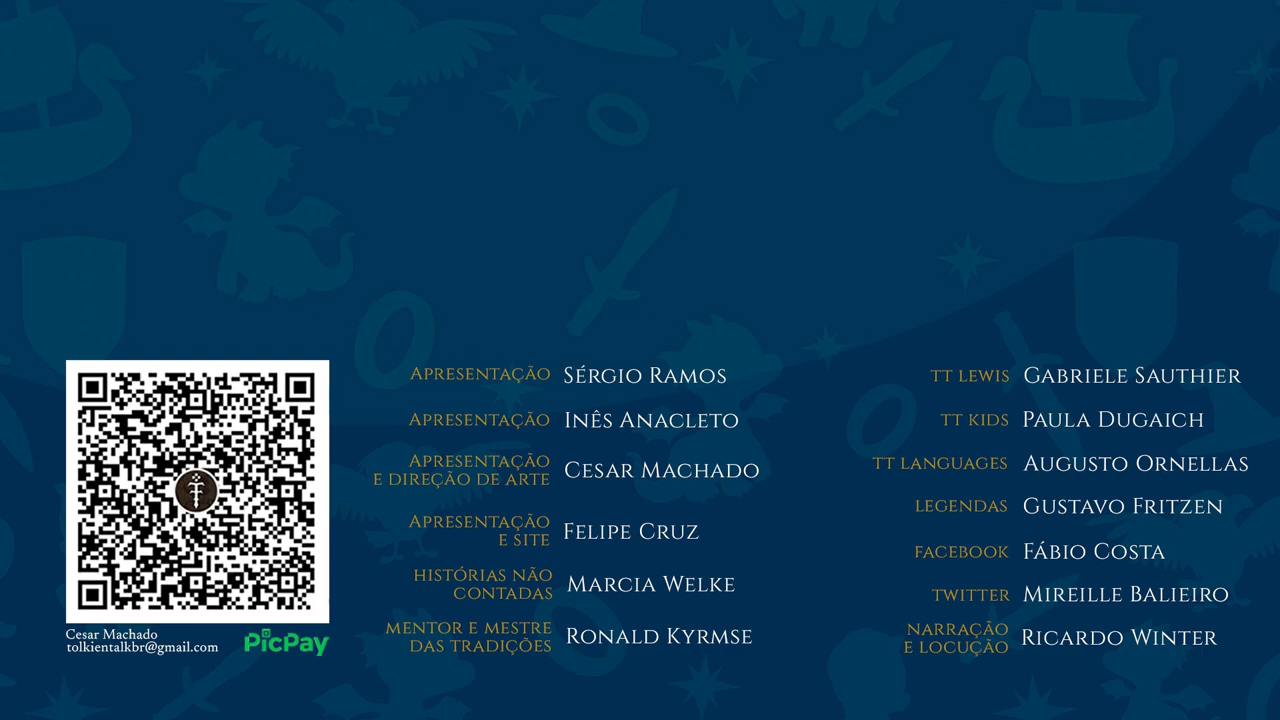 APRESENTAÇÃO SÉRGIO RAMOS
APRESENTAÇÃO INÊS ANACLETO
APRESENTAÇÃO
E DIREÇÃO DE ARTE CESAR MACHADO
APRESENTAÇÃO
E SITE FELIPE CRUZ
HISTÓRIAS NÃO
CONTADAS MARCIA WELKE
MENTOR E MESTRE
DAS TRADIÇÕES RONALD KYRMSE
TT LEWIS GABRIELE SAUTHIER
TT KIDS PAULA DUGAICH
TT LANGUAGES AUGUSTO ORNELLAS
LEGENDAS GUSTAVO FRITZEN
FACEBOOK FÁBIO COSTA
TWITTER MIREILLE BALIEIRO
NARRAÇÃO
E LOCUÇÃO RICARDO WINTER
Cesar Machado
tolkientalkbr@gmail.com
PicPay